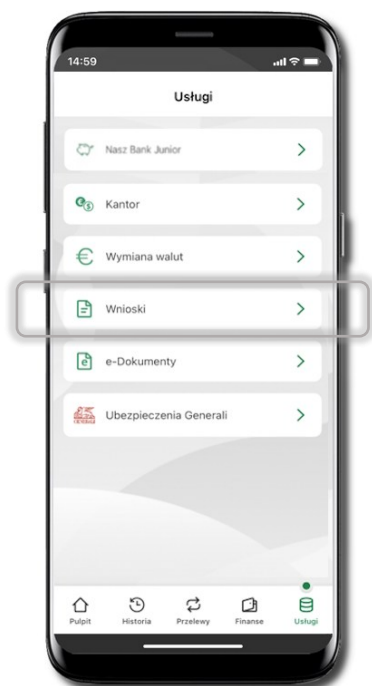 14:59
Usługi
Nasz Bank Junior
Kantor
Wymiana walut
Wnioski
e-Dokumenty
Ubezpieczenia Generali
Pulpit Historia Przelewy Finanse Usługi